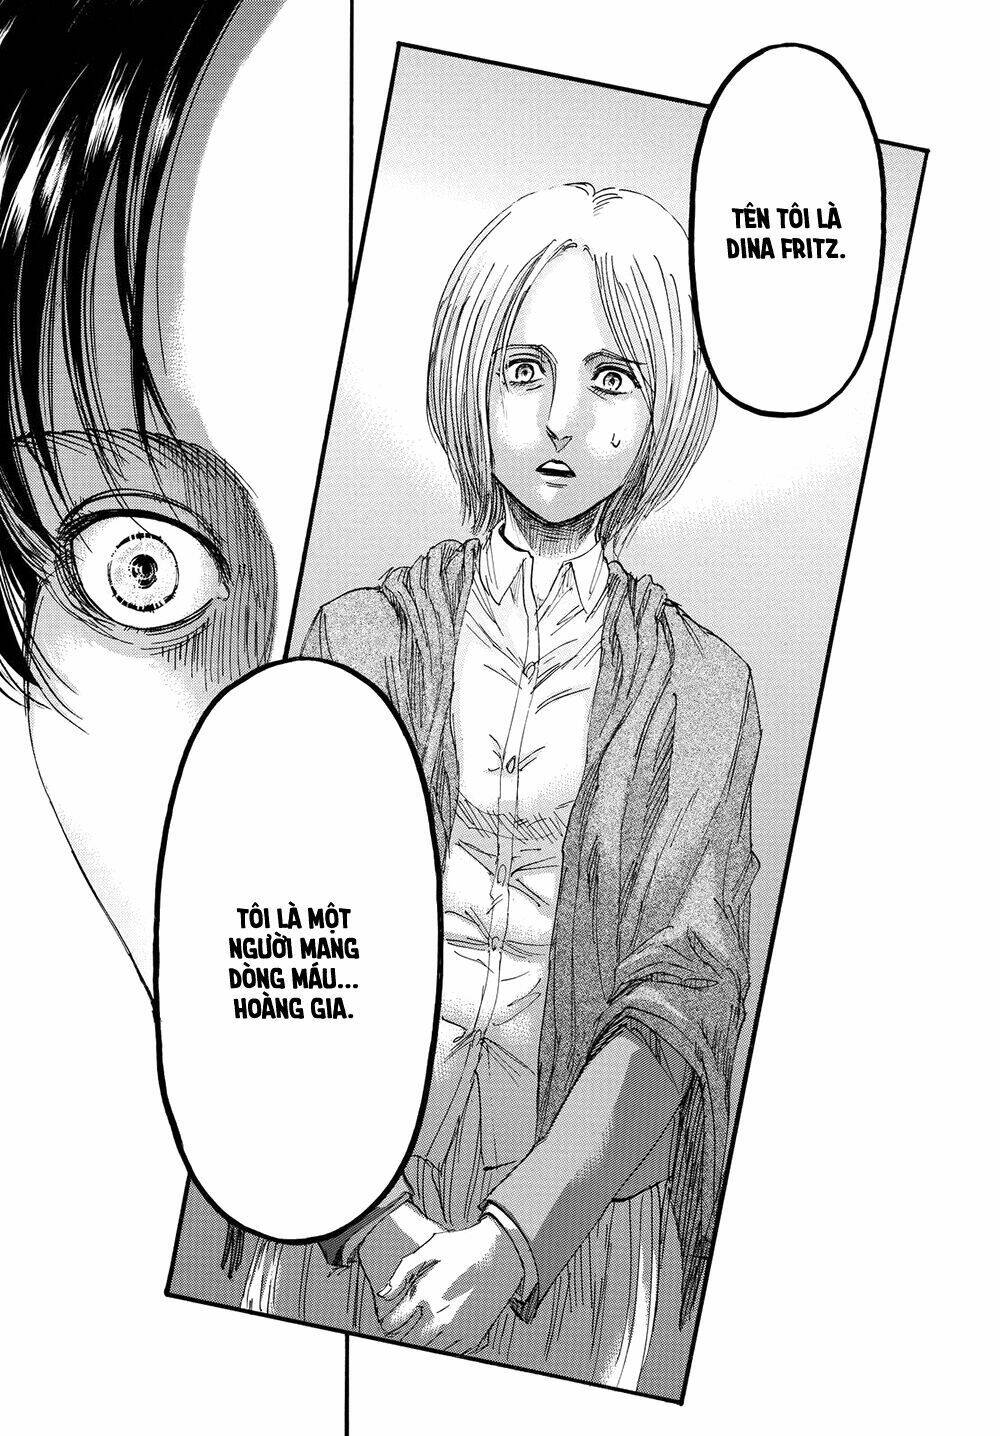 TÊN TÔI LÀ
DINA FRITZ.
TÔI LÀ MỘT
NGƯỜI MANG
DÒNG MÁU...
HOÀNG GIA.